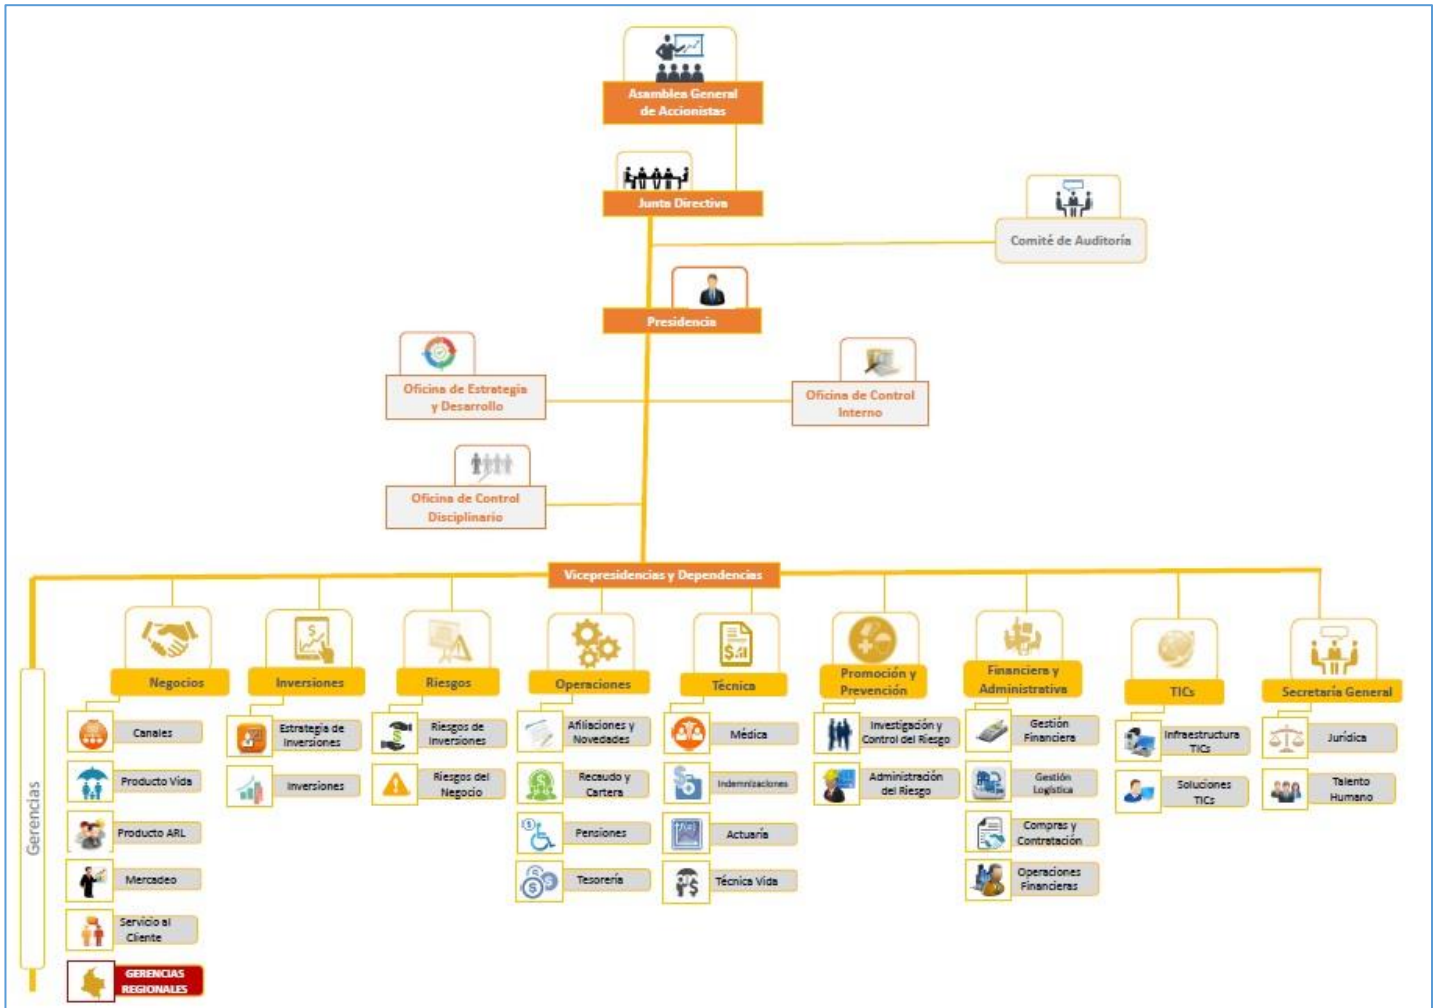 Asamblea General
de Accionistas
Junta Directiva
Comité de Auditoría
Presidencia
Oficina de Estrategia
y Desarrollo
Oficina de Control
Interno
Oficina de Control
Disciplinario
Vicepresidencias y Dependencias
Gerencias
Negocios
Canales
Producto Vida
Producto ARL
Mercadeo
Servicio al
Cliente
GERENCIAS
REGIONALES
Inversiones
Estrategia de
Inversiones
Inversiones
Riesgos
Riesgos de
Inversiones
Riesgos del
Negocio
Operaciones
Afiliaciones y
Novedades
Recaudo y
Cartera
Pensiones
Tesorería
Técnica
Médica
Indemnizaciones
Actuaría
Técnica Vida
Promoción y
Prevención
Investigación y
Control del Riesgo
Administración
del Riesgo
Financiera y
Administrativa
Gestión
Financiera
Gestión
Logística
Compras y
Contratación
Operaciones
Financieras
TICs
Infraestructura
TICs
Soluciones
TICs
Secretaría General
Jurídica
Talento
Humano